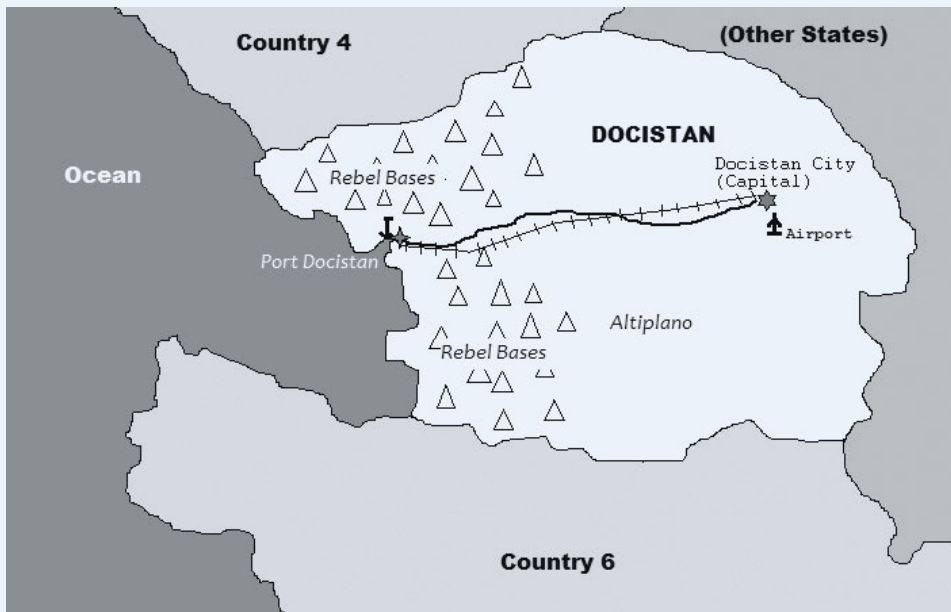 Country 4
(Other States)
DOCISTAN
Docistan City
(Capital)
Ocean
Rebel Bases
Airport
Port Docistan
Altiplano
Rebel Bases
Country 6